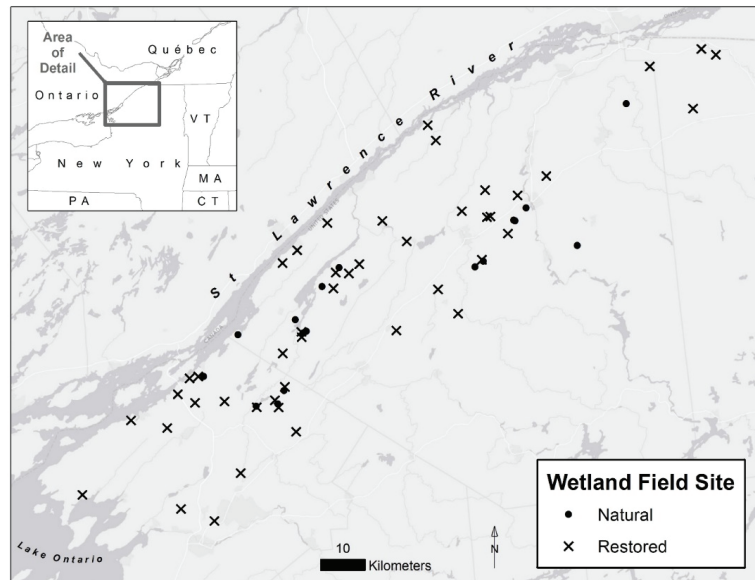 Area of
Detail
Québec
Ontario
VT
New York
MA
PA
CT
St Lawrence River
Lake Ontario
10
Kilometers
N
Wetland Field Site
Natural
Restored